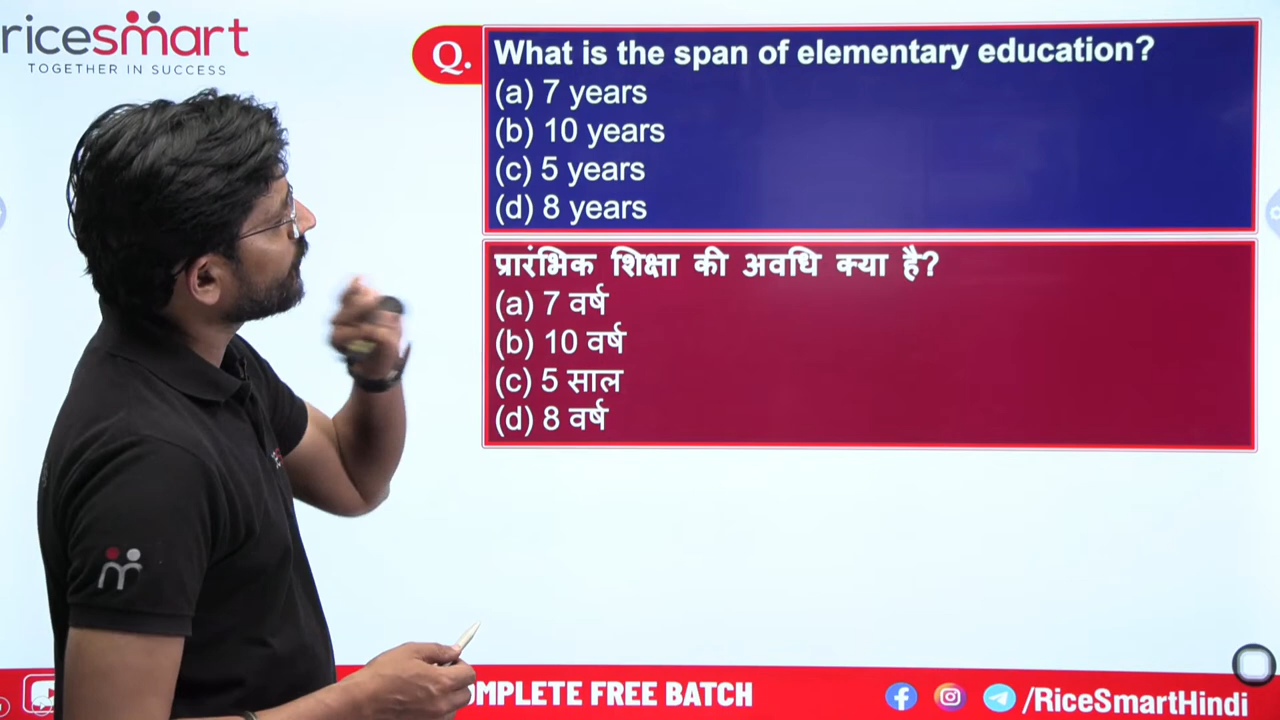 ricesmart
TOGETHER IN SUCCESS
Q.
What is the span of elementary education?
(a) 7 years
(b) 10 years
(c) 5 years
(d) 8 years
प्रारंभिक शिक्षा की अवधि क्या है?
(a) 7 वर्ष
(b) 10 वर्ष
(c) 5 साल
(d) 8 वर्ष
FREE BATCH
/RiceSmartHindi